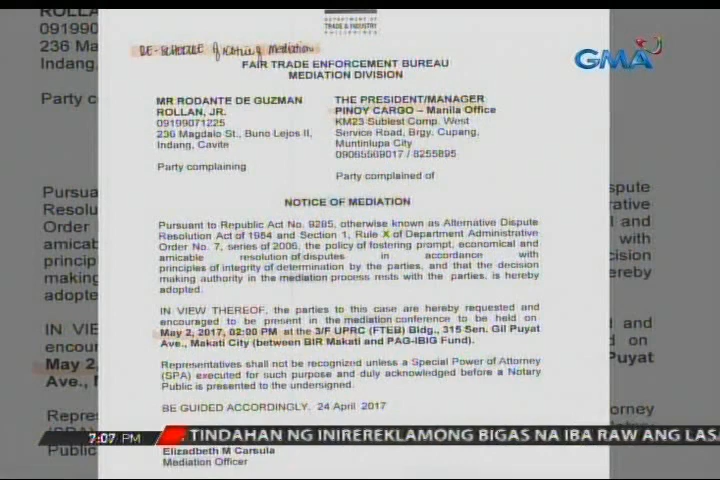 DEPARTMENT OF
TRADE & INDUSTRY
PHILIPPINES
RE-SCHEDULE of Notice of Mediation
GMA
FAIR TRADE ENFORCEMENT BUREAU
MEDIATION DIVISION
MR RODANTE DE GUZMAN
ROLLAN, JR.
09199071225
236 Magdalo St., Buno Lejos II,
Indang, Cavite
Party complaining
THE PRESIDENT/MANAGER
PINOY CARGO – Manila Office
KM23 Sublest Comp. West
Service Road, Brgy. Cupang,
Muntinlupa City
09065569017 / 8255895
Party complained of
NOTICE OF MEDIATION
Pursuant to Republic Act No. 9285, otherwise known as Alternative Dispute
Resolution Act of 1984 and Section 1, Rule X of Department Administrative
Order No. 7, series of 2006, the policy of fostering prompt, economical and
amicable resolution of disputes in accordance with
principles of integrity of determination by the parties, and that the decision
making authority in the mediation process rests with the parties, is hereby
adopted.
IN VIEW THEREOF, the parties to this case are hereby requested and
encouraged to be present in the mediation conference to be held on
May 2, 2017, 02:00 PM at the 3/F UPRC (FTEB) Bldg., 315 Sen. Gil Puyat
Ave., Makati City (between BIR Makati and PAG-IBIG Fund).
Representatives shall not be recognized unless a Special Power of Attorney
(SPA) executed for such purpose and duly acknowledged before a Notary
Public is presented to the undersigned.
BE GUIDED ACCORDINGLY, 24 April 2017
7:07 PM
TINDAHAN NG INIREREKLAMONG BIGAS NA IBA RAW ANG LASA
Elizadbeth M Carsula
Mediation Officer